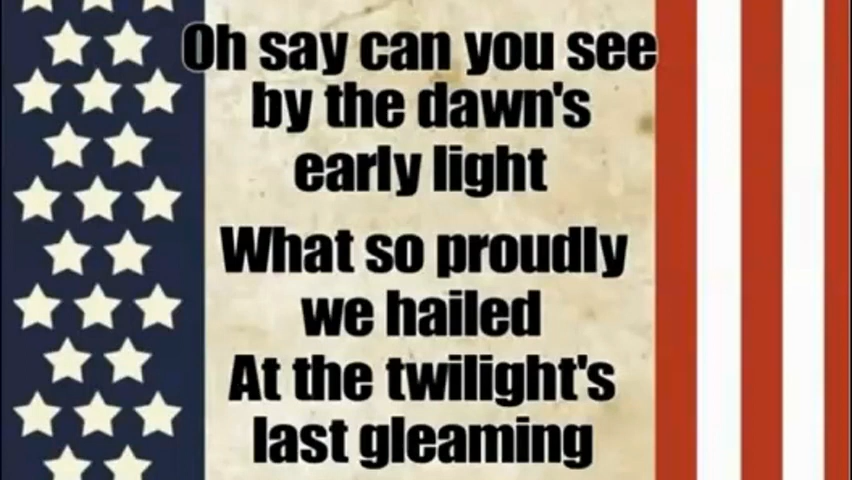 Oh say can you see
by the dawn's
early light
What so proudly
we hailed
At the twilight's
last gleaming